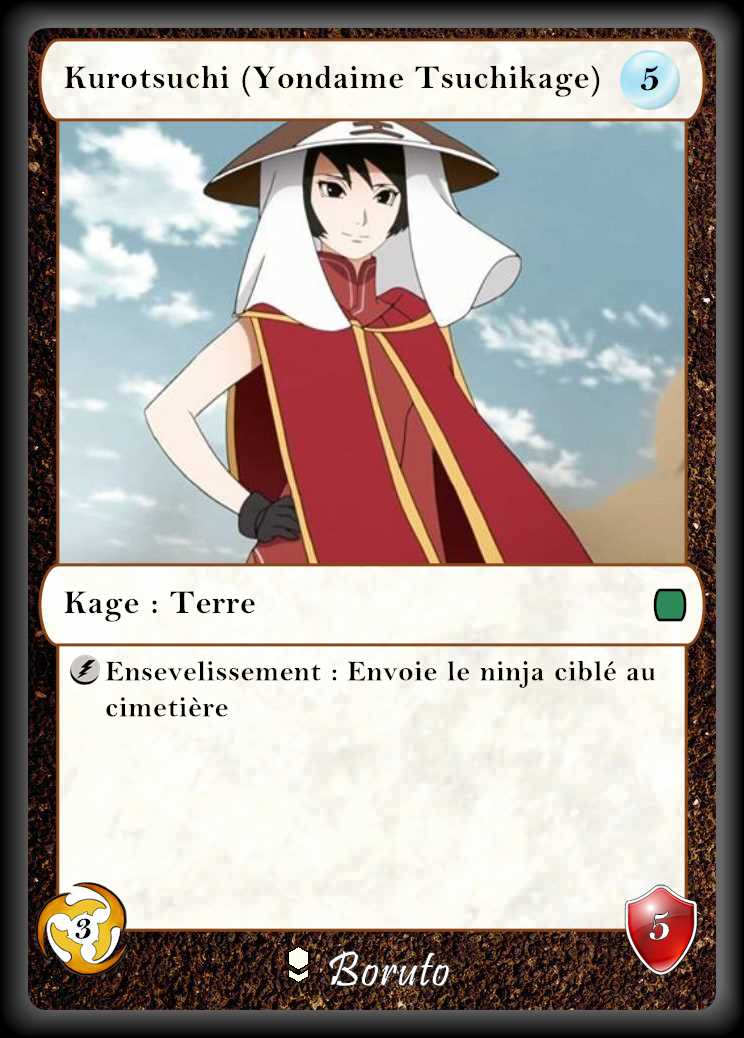 Kurotsuchi (Yondaime Tsuchikage) 5
Kage : Terre
Ensevelissement : Envoie le ninja ciblé au
cimetière
3
5
Boruto